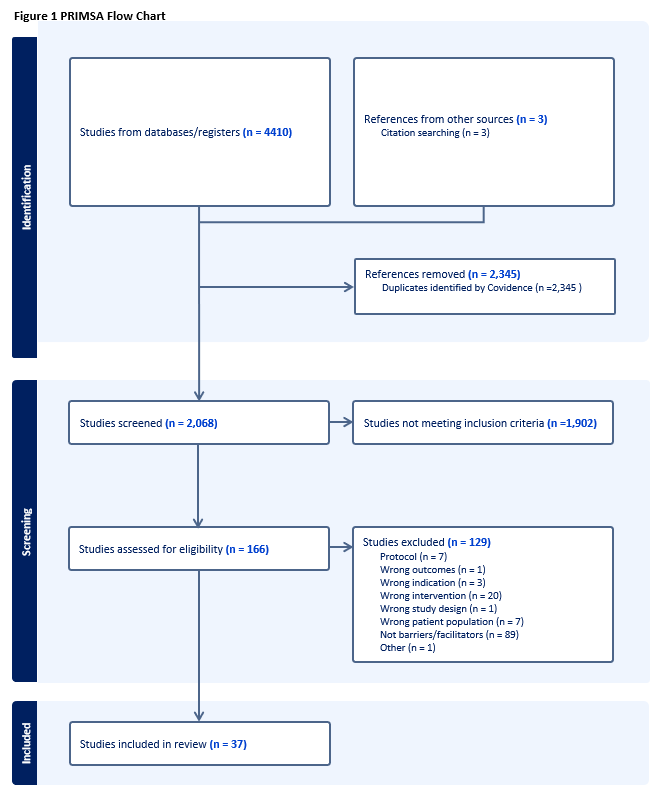 Figure 1 PRIMSA Flow Chart
Identification
Studies from databases/registers (n = 4410)
References from other sources (n = 3)
Citation searching (n = 3)
References removed (n = 2,345)
Duplicates identified by Covidence (n =2,345 )
Screening
Studies screened (n = 2,068)
Studies not meeting inclusion criteria (n =1,902)
Studies assessed for eligibility (n = 166)
Studies excluded (n = 129)
Protocol (n = 7)
Wrong outcomes (n = 1)
Wrong indication (n = 3)
Wrong intervention (n = 20)
Wrong study design (n = 1)
Wrong patient population (n = 7)
Not barriers/facilitators (n = 89)
Other (n = 1)
Included
Studies included in review (n = 37)